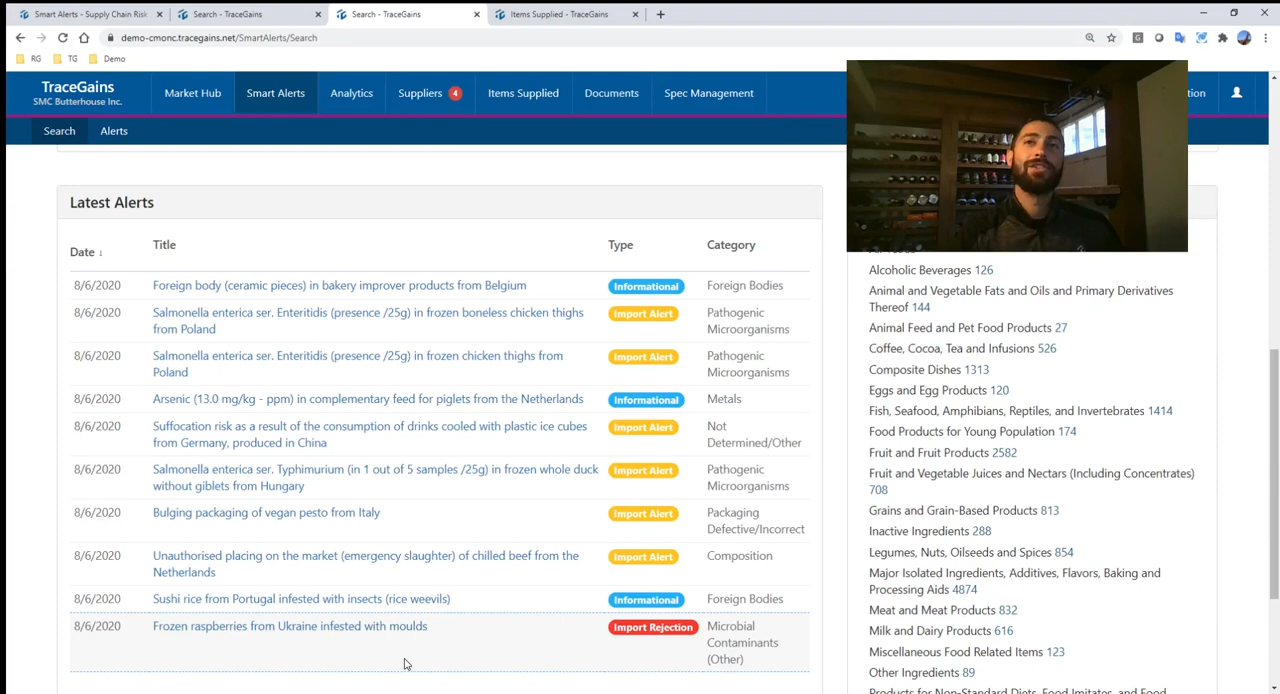 Smart Alerts - Supply Chain Risk
Search - TraceGains
Search - TraceGains
Items Supplied - TraceGains
demo-cmonc.tracegains.net/SmartAlerts/Search
RG
TG
Demo
TraceGains
SMC Butterhouse Inc.
Market Hub
Smart Alerts
Analytics
Suppliers 4
Items Supplied
Documents
Spec Management
tion
Search
Alerts
Latest Alerts
Date ↓
Title
Type
Category
8/6/2020 Foreign body (ceramic pieces) in bakery improver products from Belgium Informational Foreign Bodies
8/6/2020 Salmonella enterica ser. Enteritidis (presence /25g) in frozen boneless chicken thighs Import Alert Pathogenic
from Poland Microorganisms
8/6/2020 Salmonella enterica ser. Enteritidis (presence /25g) in frozen chicken thighs from Import Alert Pathogenic
Poland Microorganisms
8/6/2020 Arsenic (13.0 mg/kg - ppm) in complementary feed for piglets from the Netherlands Informational Metals
8/6/2020 Suffocation risk as a result of the consumption of drinks cooled with plastic ice cubes Import Alert Not
from Germany, produced in China Determined/Other
8/6/2020 Salmonella enterica ser. Typhimurium (in 1 out of 5 samples /25g) in frozen whole duck Import Alert Pathogenic
without giblets from Hungary Microorganisms
8/6/2020 Bulging packaging of vegan pesto from Italy Import Alert Packaging
Defective/Incorrect
8/6/2020 Unauthorised placing on the market (emergency slaughter) of chilled beef from the Import Alert Composition
Netherlands
8/6/2020 Sushi rice from Portugal infested with insects (rice weevils) Informational Foreign Bodies
8/6/2020 Frozen raspberries from Ukraine infested with moulds Import Rejection Microbial
Contaminants
(Other)
Alcoholic Beverages 126
Animal and Vegetable Fats and Oils and Primary Derivatives
Thereof 144
Animal Feed and Pet Food Products 27
Coffee, Cocoa, Tea and Infusions 526
Composite Dishes 1313
Eggs and Egg Products 120
Fish, Seafood, Amphibians, Reptiles, and Invertebrates 1414
Food Products for Young Population 174
Fruit and Fruit Products 2582
Fruit and Vegetable Juices and Nectars (Including Concentrates)
708
Grains and Grain-Based Products 813
Inactive Ingredients 288
Legumes, Nuts, Oilseeds and Spices 854
Major Isolated Ingredients, Additives, Flavors, Baking and
Processing Aids 4874
Meat and Meat Products 832
Milk and Dairy Products 616
Miscellaneous Food Related Items 123
Other Ingredients 89
Products for Non-Standard Diets, Food Imitates, and Food